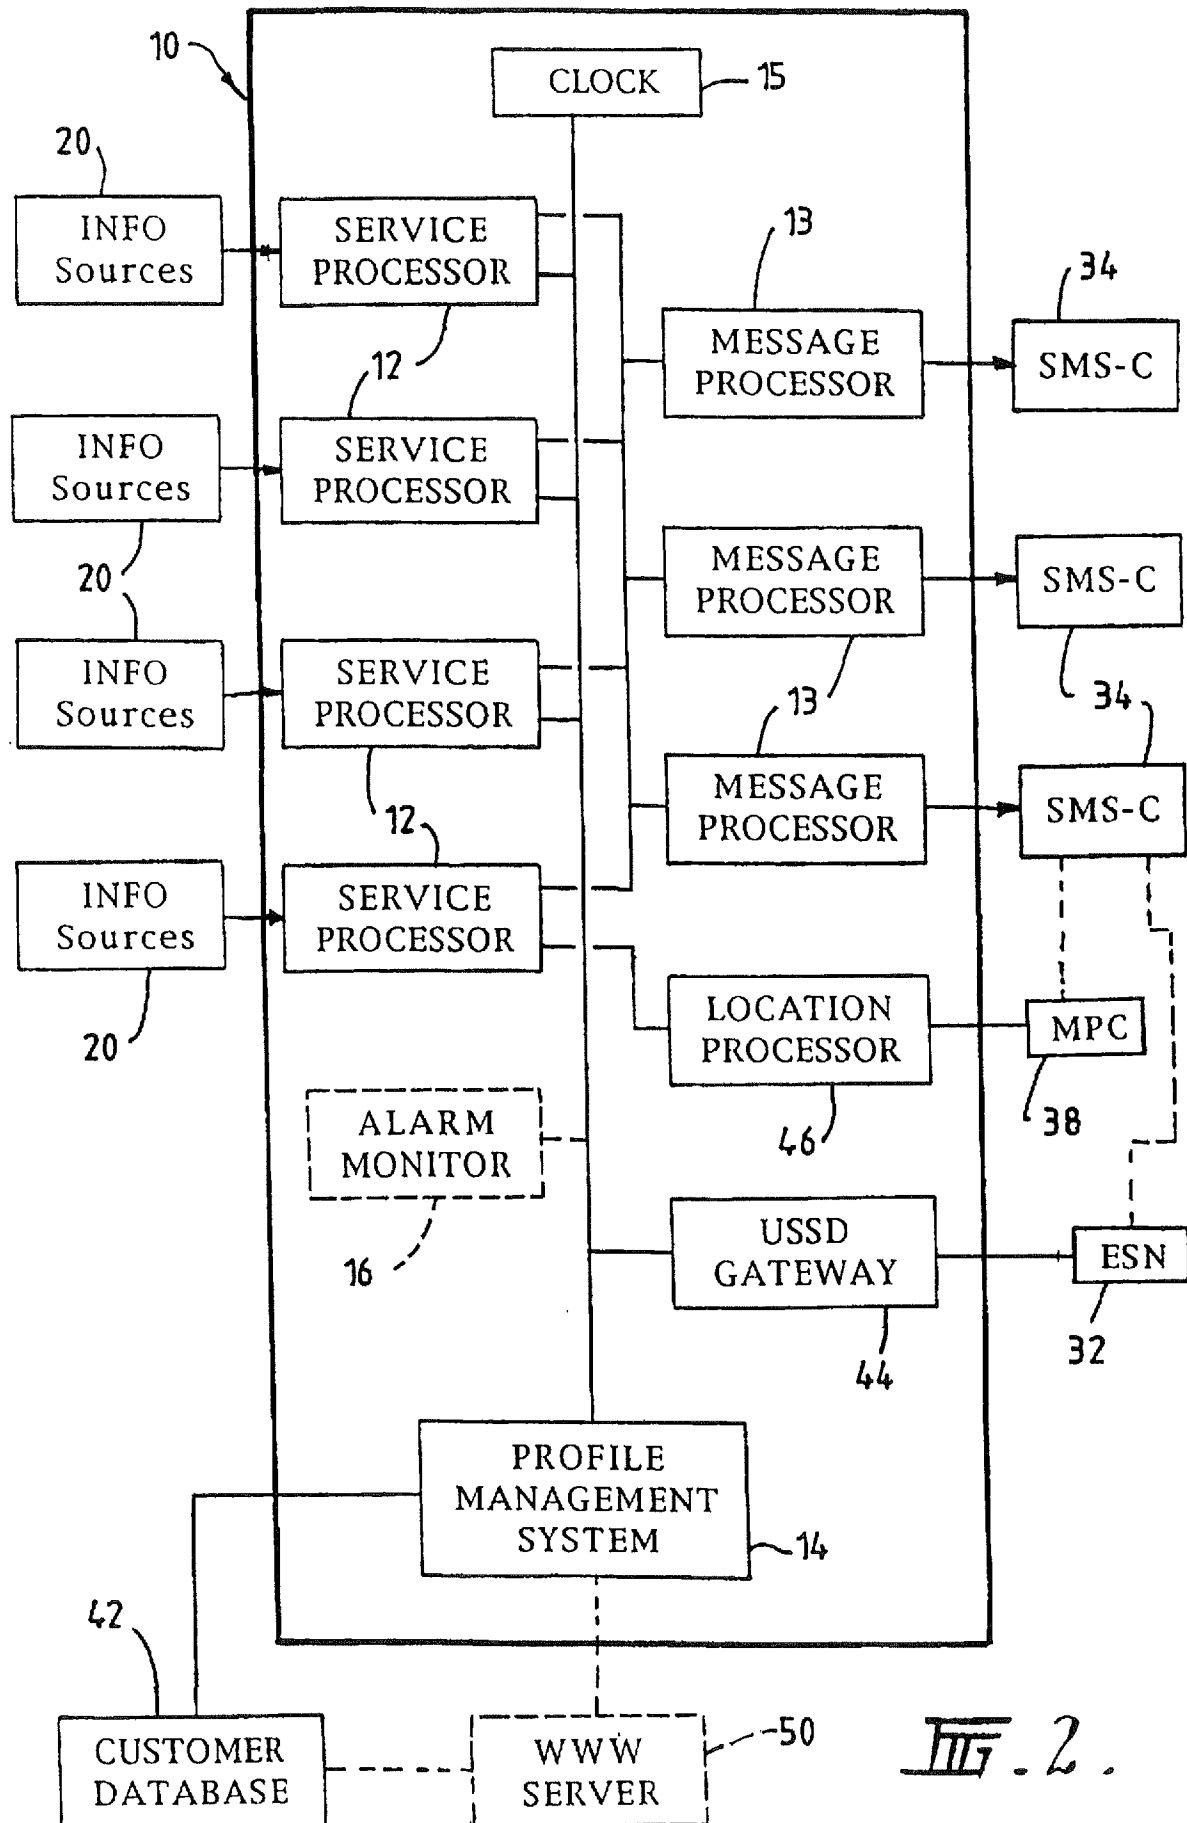 10
CLOCK
15
20
INFO
Sources
SERVICE
PROCESSOR
13
34
MESSAGE
PROCESSOR
SMS-C
12
INFO
Sources
SERVICE
PROCESSOR
20
MESSAGE
PROCESSOR
SMS-C
INFO
Sources
SERVICE
PROCESSOR
13
34
12
MESSAGE
PROCESSOR
SMS-C
INFO
Sources
SERVICE
PROCESSOR
20
LOCATION
PROCESSOR
MPC
46
38
ALARM
MONITOR
16
USSD
GATEWAY
ESN
44
32
PROFILE
MANAGEMENT
SYSTEM
14
42
CUSTOMER
DATABASE
WWW
SERVER
50
FIG. 2.